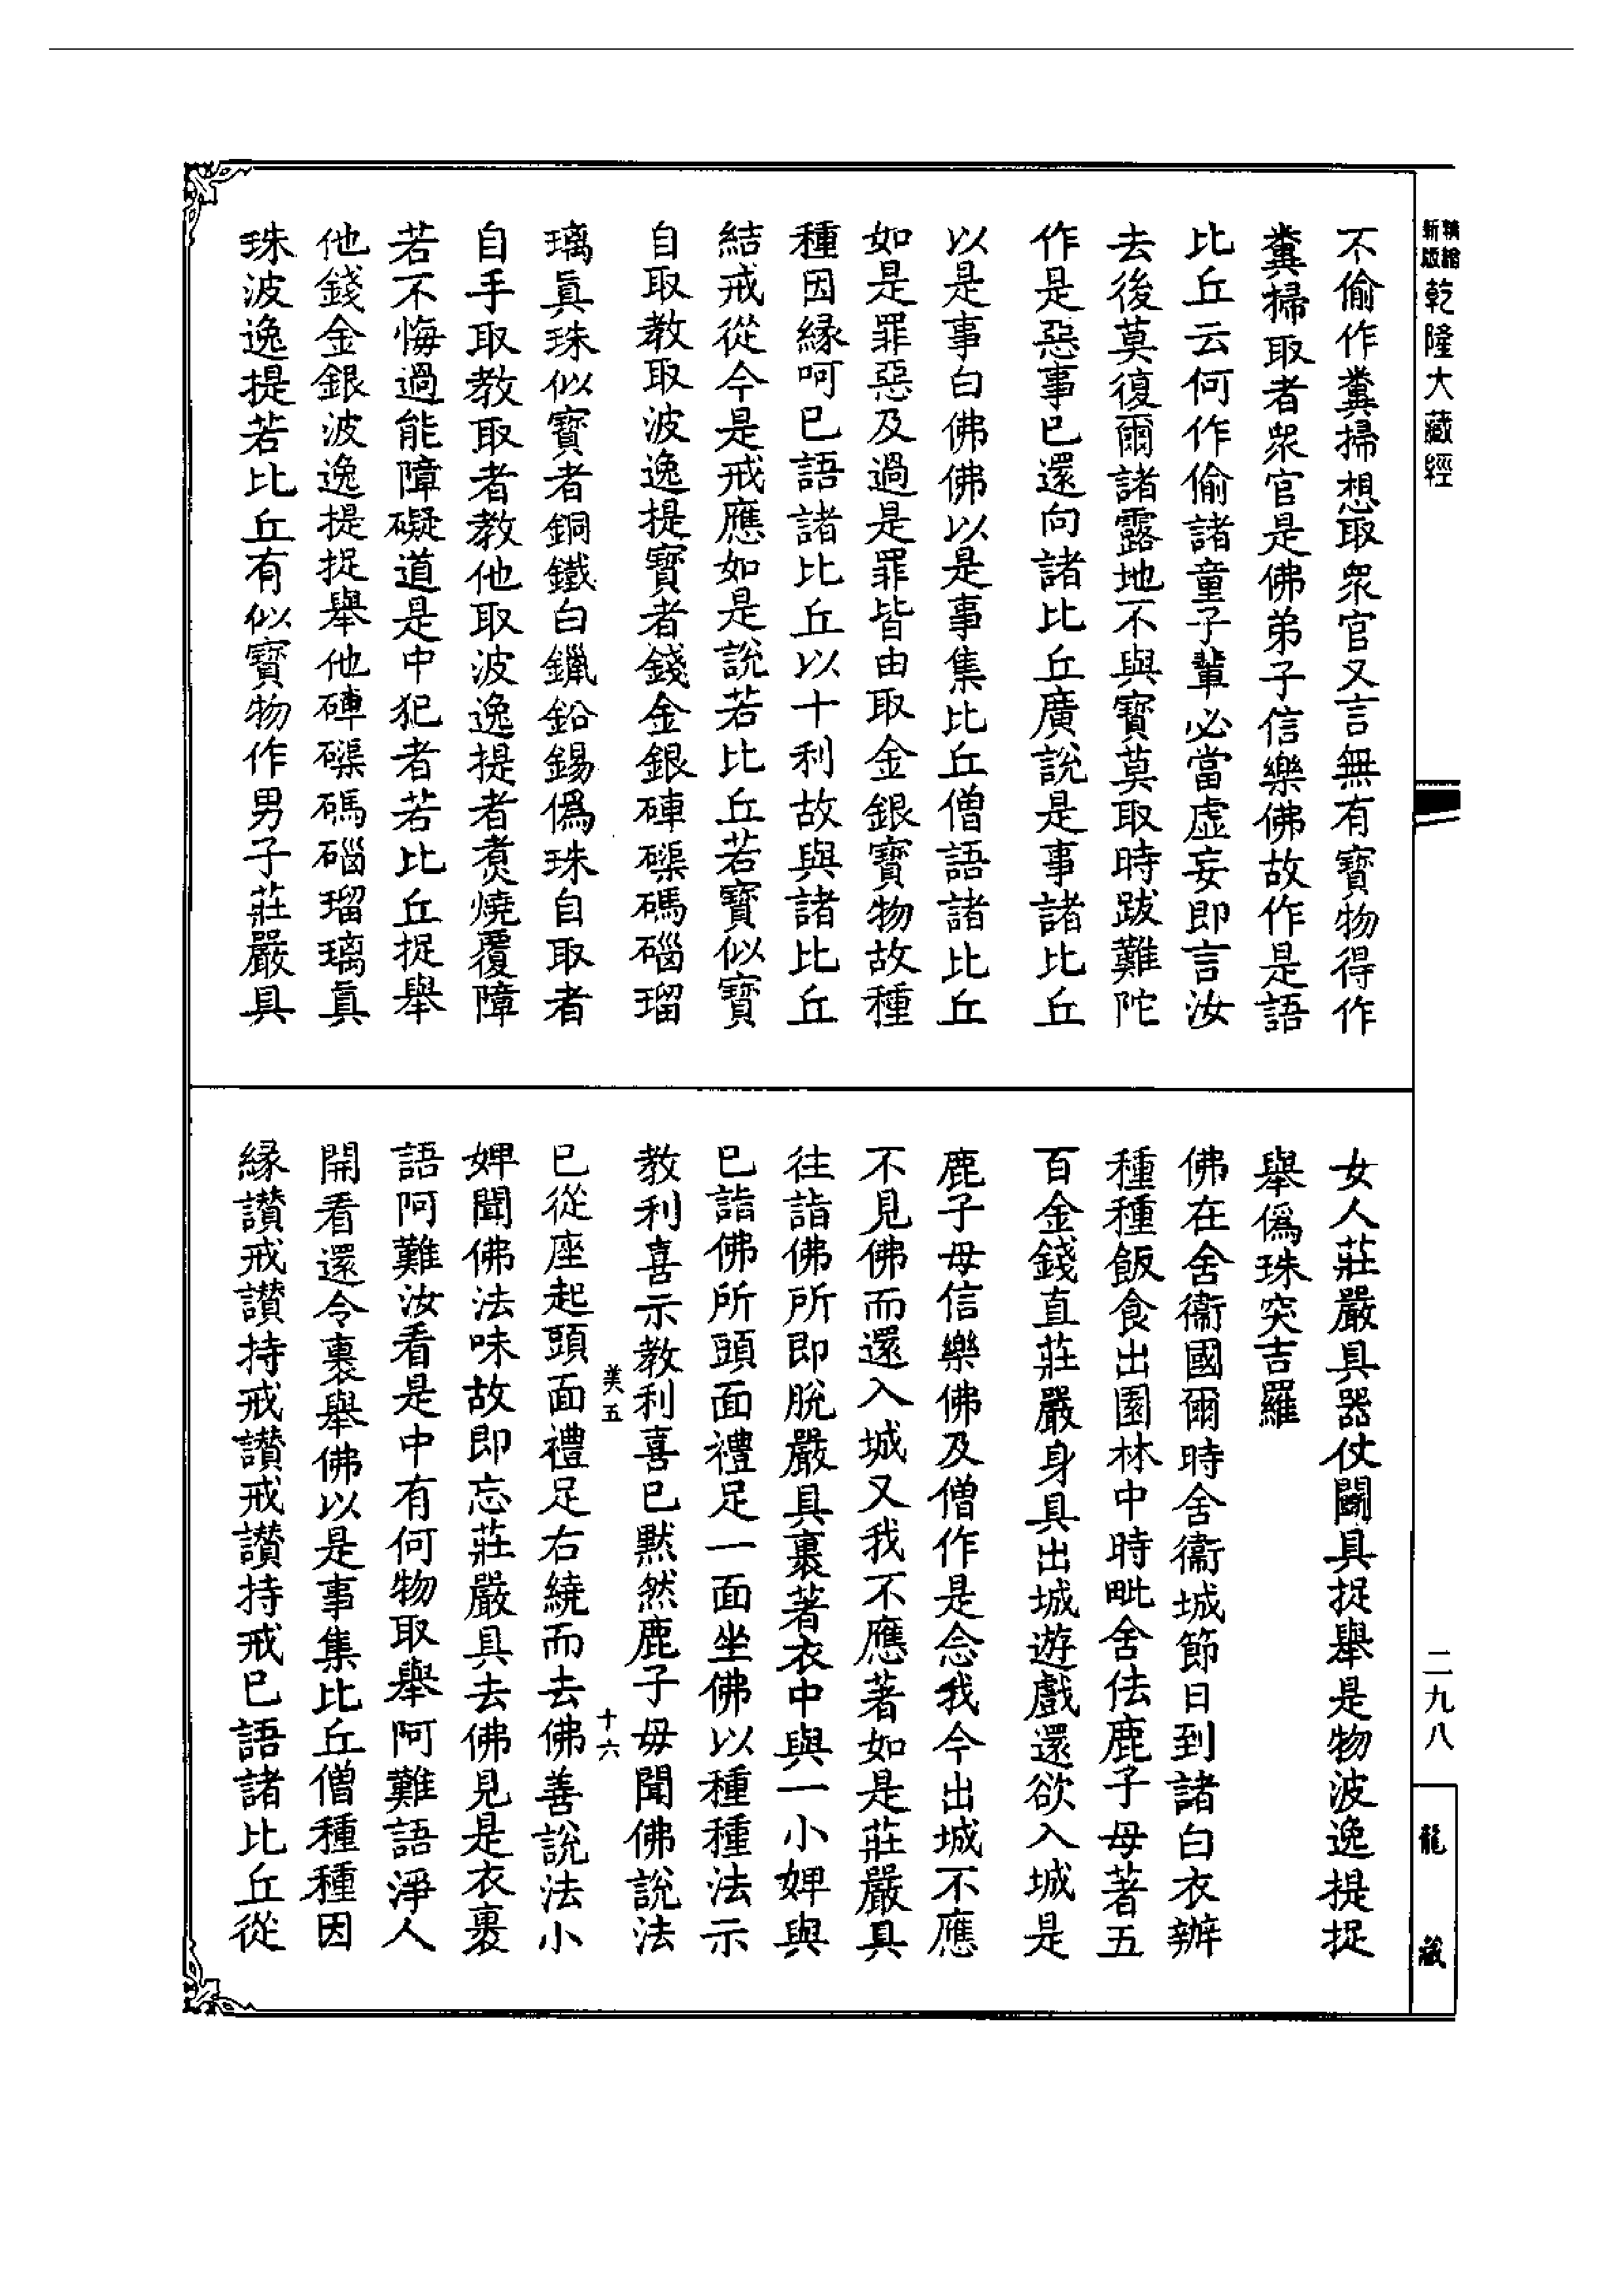 新編縮版乾隆大藏經
不偷作糞掃想取衆官又言無有寶物得作
糞掃取者衆官是佛弟子信樂佛故作是語
比丘云何作偷諸童子輩必當虛妄即言汝
去後莫復爾諸露地不與寶莫取時跋難陀
作是惡事已還向諸比丘廣說是事諸比丘
以是事白佛佛以是事集比丘僧語諸比丘
如是罪惡及過是罪皆由取金銀寶物故種
種因緣呵已語諸比丘以十利故與諸比丘
結戒從今是戒應如是說若比丘若寶似寶
自取教取波逸提寶者錢金銀硨磲碼碯瑠
璃眞珠似寶者銅鐵白鑞鉛錫僞珠自取者
自手取教取者教他取波逸提者煑燒覆障
若不悔過能障礙道是中犯者若比丘捉舉
他錢金銀波逸提捉舉他硨磲碼碯瑠璃眞
珠波逸提若比丘有似寶物作男子莊嚴具
女人莊嚴具器仗鬪具捉舉是物波逸提捉
舉僞珠突吉羅
佛在舍衞國爾時舍衞城節日到諸白衣辦
種種飯食出園林中時毗舍佉鹿子母著五
百金錢直莊嚴身具出城遊戲還欲入城是
鹿子母信樂佛及僧作是念我今出城不應
不見佛而還入城又我不應著如是莊嚴具
往詣佛所即脫嚴具裹著衣中與一小婢與
已詣佛所頭面禮足一面坐佛以種種法示
教利喜示教利喜已默然鹿子母聞佛說法
美五
十六
已從座起頭面禮足右繞而去佛善說法小
婢聞佛法味故即忘莊嚴具去佛見是衣裹
語阿難汝看是中有何物取舉阿難語淨人
開看還令裹舉佛以是事集比丘僧種種因
緣讚戒讚持戒讚戒讚持戒已語諸比丘從
二九八
龍藏